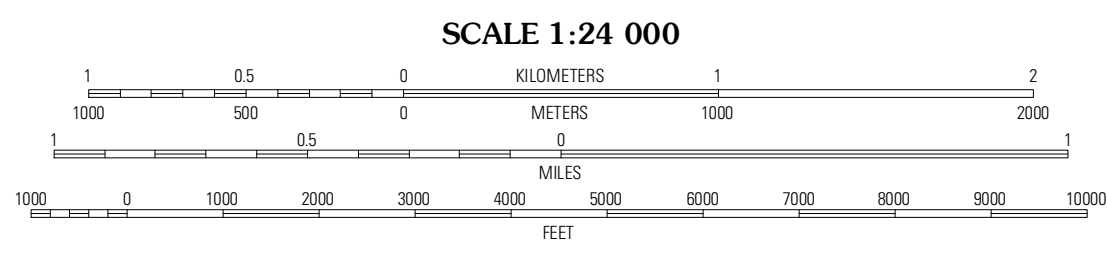 SCALE 1:24 000
1 0.5 0 KILOMETERS 1 2
1000 500 0 METERS 1000 2000
1 0.5 0 1
MILES
1000 0 1000 2000 3000 4000 5000 6000 7000 8000 9000 10000
FEET